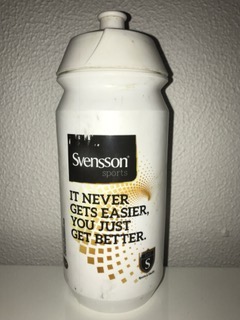 Svensson
sports
IT NEVER
GETS EASIER,
YOU JUST
GET BETTER.
S